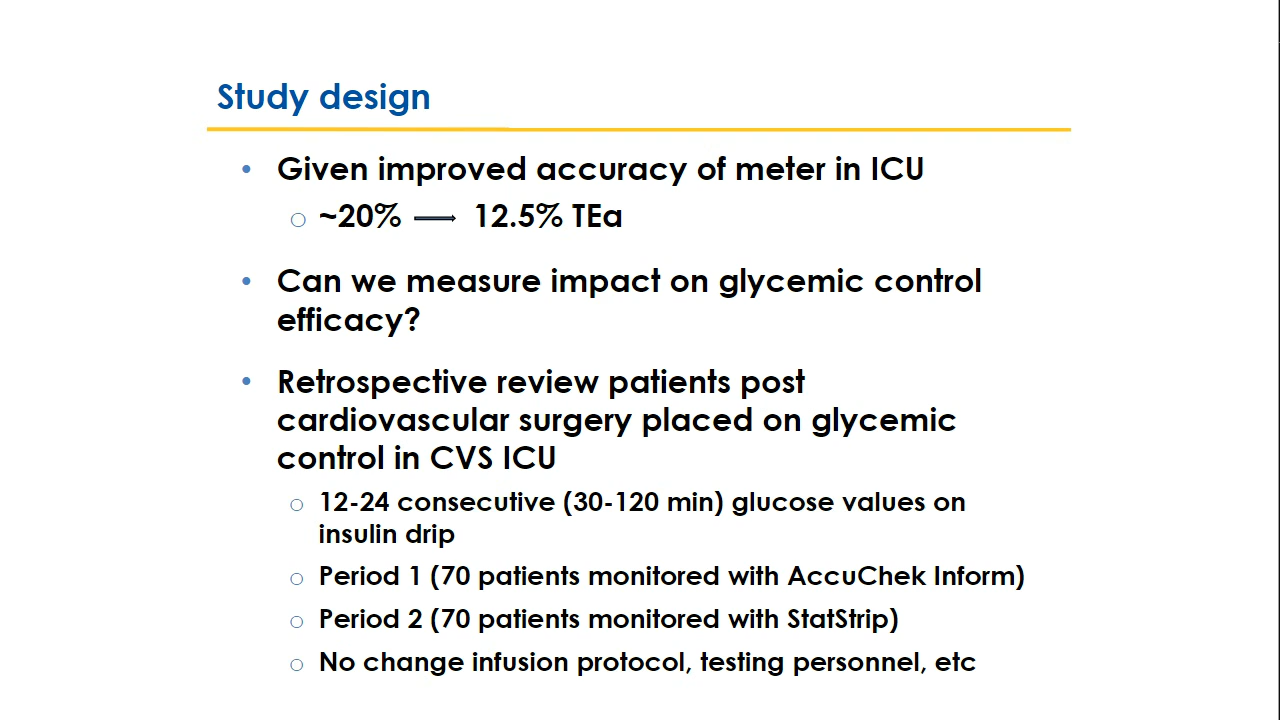 Study design
• Given improved accuracy of meter in ICU
○ ~20% → 12.5% TEa
• Can we measure impact on glycemic control
efficacy?
• Retrospective review patients post
cardiovascular surgery placed on glycemic
control in CVS ICU
○ 12-24 consecutive (30-120 min) glucose values on
insulin drip
○ Period 1 (70 patients monitored with AccuChek Inform)
○ Period 2 (70 patients monitored with StatStrip)
○ No change infusion protocol, testing personnel, etc